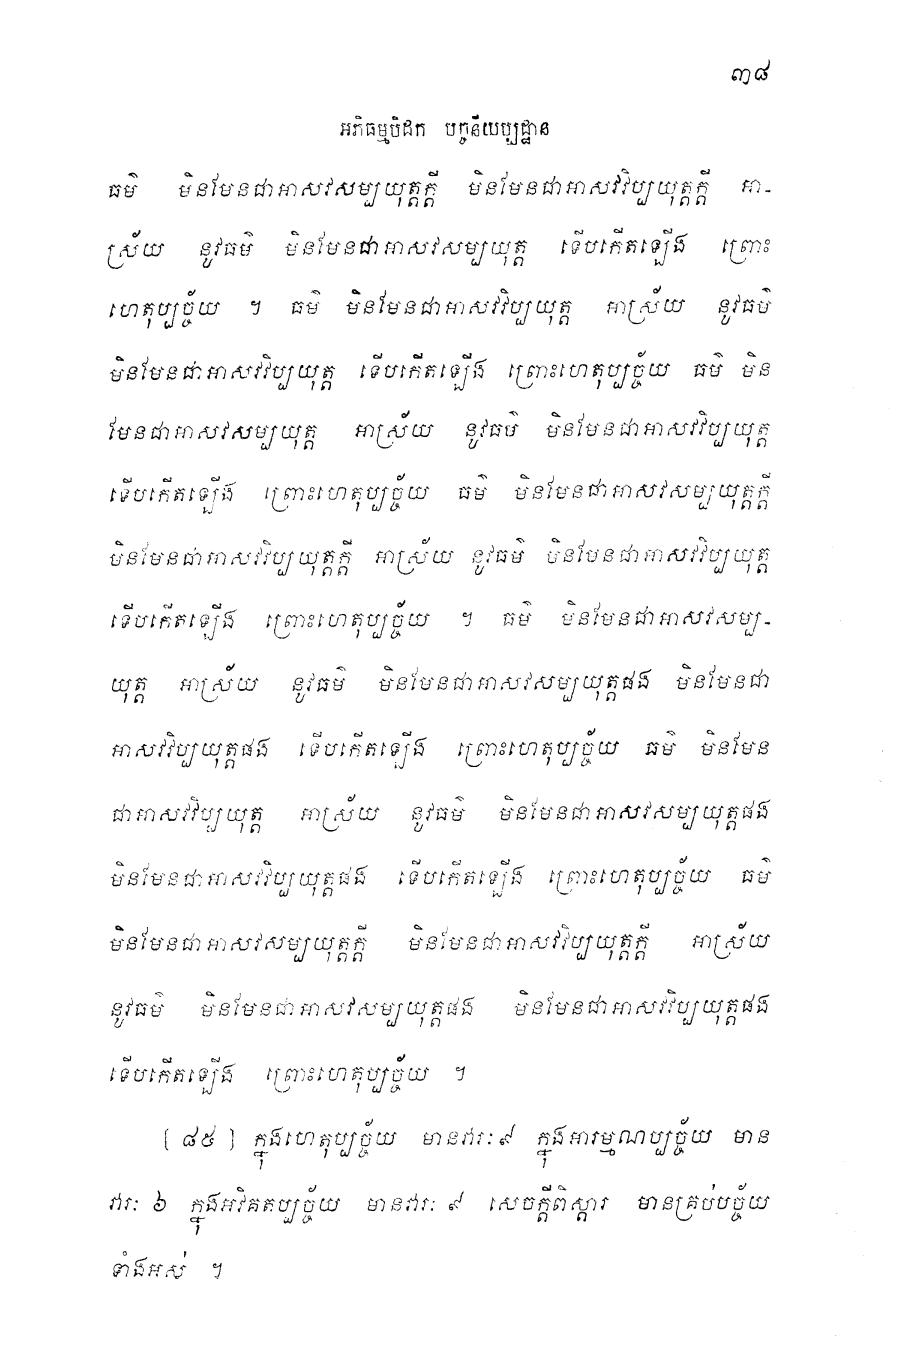 ៣៨
អភិធម្មបិដក បច្ចនីយប្បដ្ឋាន
ធម៌ មិនមែនជាអាសវសម្បយុត្តក្តី មិនមែនជាអាសវវិប្បយុត្តក្តី អា-
ស្រ័យ នូវធម៌ មិនមែនជាអាសវសម្បយុត្ត ទើបកើតឡើង ព្រោះ
ហេតុប្បច្ច័យ ។ ធម៌ មិនមែនជាអាសវវិប្បយុត្ត អាស្រ័យ នូវធម៌
មិនមែនជាអាសវវិប្បយុត្ត ទើបកើតឡើង ព្រោះហេតុប្បច្ច័យ ធម៌ មិន
មែនជាអាសវសម្បយុត្ត អាស្រ័យ នូវធម៌ មិនមែនជាអាសវវិប្បយុត្ត
ទើបកើតឡើង ព្រោះហេតុប្បច្ច័យ ធម៌ មិនមែនជាអាសវសម្បយុត្តក្តី
មិនមែនជាអាសវវិប្បយុត្តក្តី អាស្រ័យ នូវធម៌ មិនមែនជាអាសវវិប្បយុត្ត
ទើបកើតឡើង ព្រោះហេតុប្បច្ច័យ ។ ធម៌ មិនមែនជាអាសវសម្ប-
យុត្ត អាស្រ័យ នូវធម៌ មិនមែនជាអាសវសម្បយុត្តផង មិនមែនជា
អាសវវិប្បយុត្តផង ទើបកើតឡើង ព្រោះហេតុប្បច្ច័យ ធម៌ មិនមែន
ជាអាសវវិប្បយុត្ត អាស្រ័យ នូវធម៌ មិនមែនជាអាសវសម្បយុត្តផង
មិនមែនជាអាសវវិប្បយុត្តផង ទើបកើតឡើង ព្រោះហេតុប្បច្ច័យ ធម៌
មិនមែនជាអាសវសម្បយុត្តក្តី មិនមែនជាអាសវវិប្បយុត្តក្តី អាស្រ័យ
នូវធម៌ មិនមែនជាអាសវសម្បយុត្តផង មិនមែនជាអាសវវិប្បយុត្តផង
ទើបកើតឡើង ព្រោះហេតុប្បច្ច័យ ។
[ ៨៥ ] ក្នុងហេតុប្បច្ច័យ មានវារៈ ៩ ក្នុងអារម្មណប្បច្ច័យ មាន
វារៈ ៦ ក្នុងអវិគតប្បច្ច័យ មានវារៈ ៩ សេចក្តីពិស្តារ មានគ្រប់បច្ច័យ
ទាំងអស់ ។